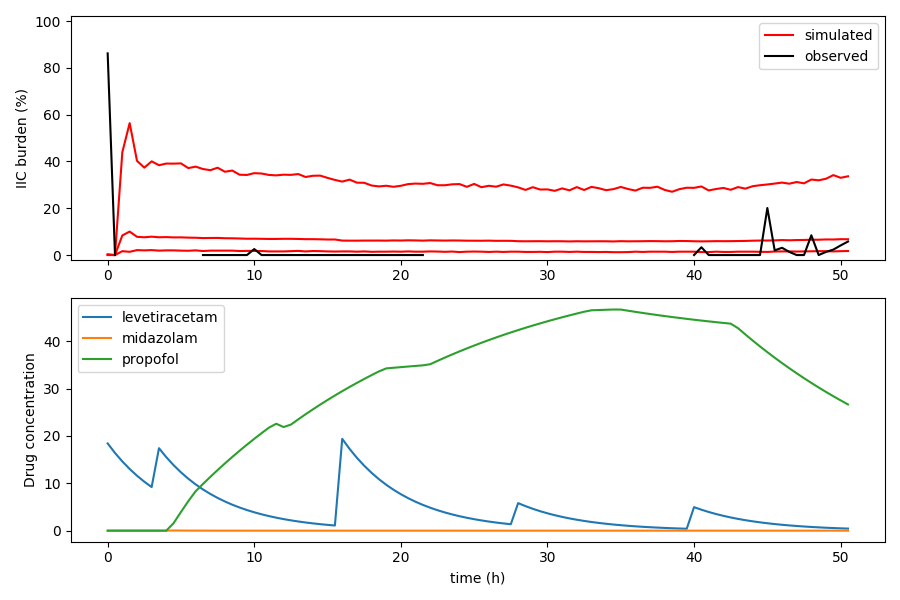 100
80
60
40
20
0
IIC burden (%)
simulated
observed
0 10 20 30 40 50
40
30
20
10
0
Drug concentration
levetiracetam
midazolam
propofol
0 10 20 30 40 50
time (h)